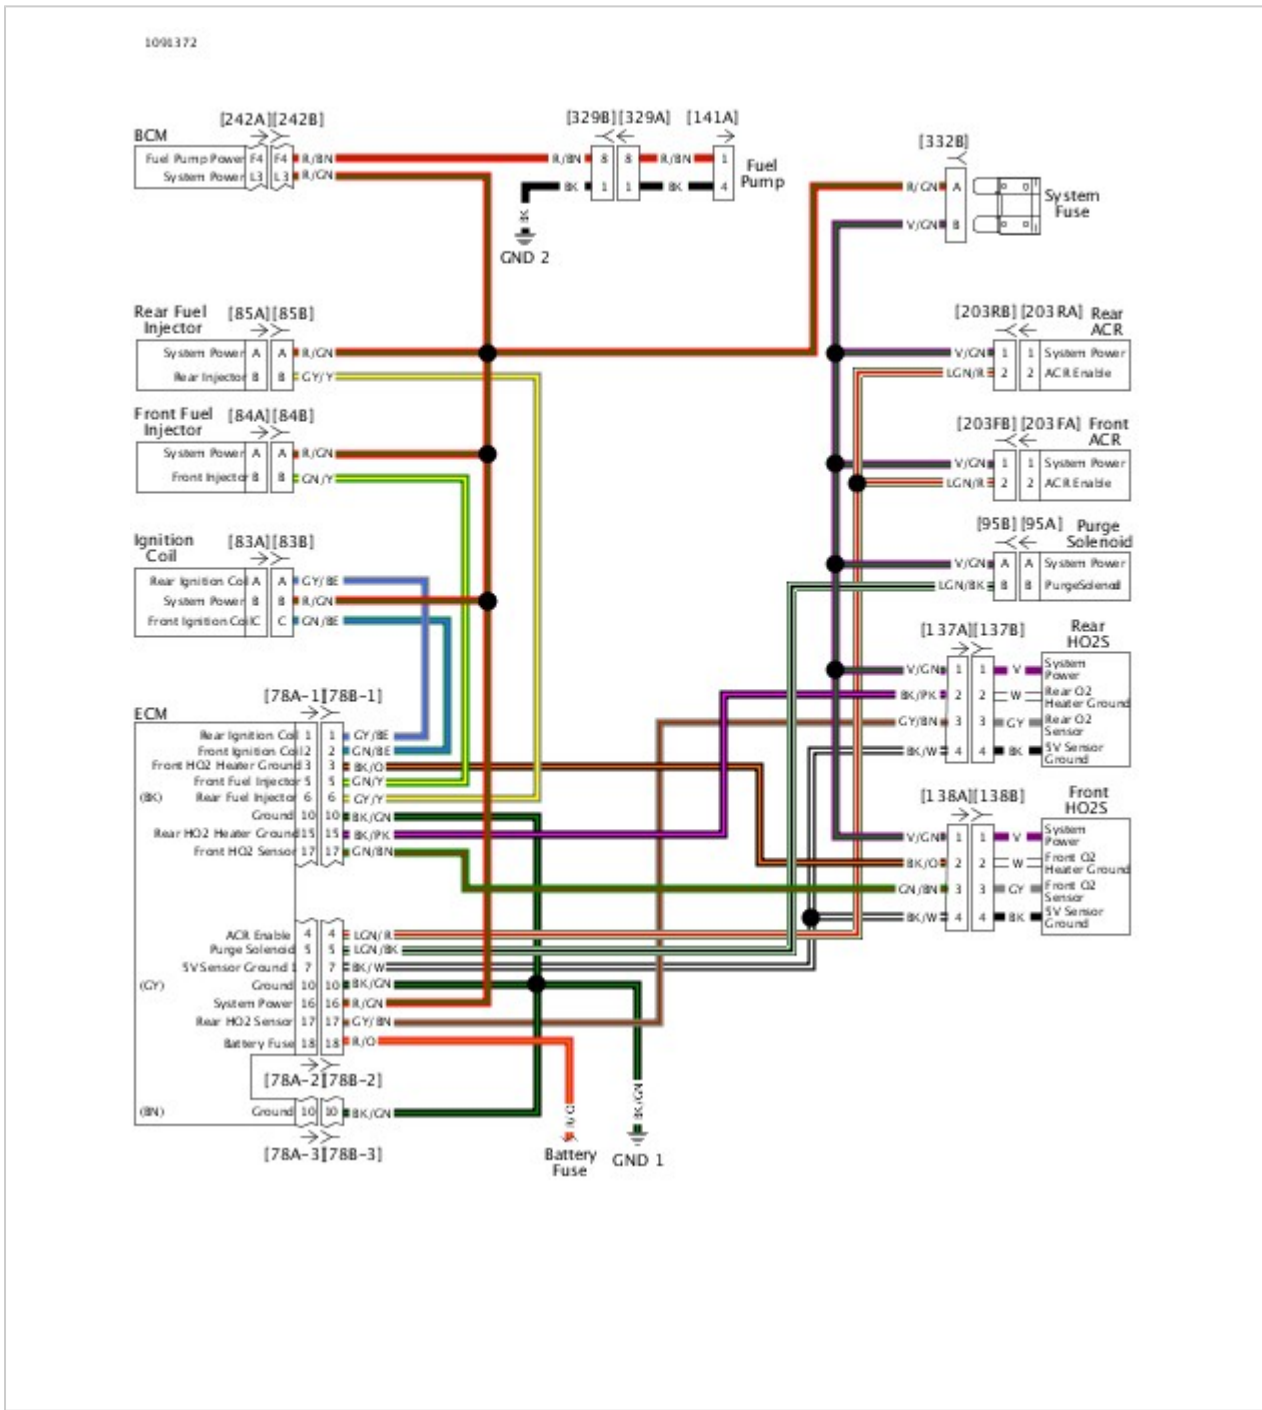 1091372
[242A] [242B]
BCM
Fuel Pump Power F4 F4 R/BN
System Power L3 L3 R/GN
[329B] [329A] [141A]
R/BN 8 8 R/BN 1
BK 1 1 BK 4
Fuel
Pump
BK
GND 2
[332B]
R/GN A
V/GN B
System
Fuse
Rear Fuel
Injector
[85A] [85B]
System Power A A R/GN
Rear Injector B B GY/Y
[203RB] [203RA] Rear
ACR
V/GN 1 1 System Power
LGN/R 2 2 ACR Enable
Front Fuel
Injector
[84A] [84B]
System Power A A R/GN
Front Injector B B GN/Y
[203FB] [203FA] Front
ACR
V/GN 1 1 System Power
LGN/R 2 2 ACR Enable
Ignition
Coil
[83A] [83B]
Rear Ignition Coil A A GY/BE
System Power B B R/GN
Front Ignition Coil C C GN/BE
[95B] [95A] Purge
Solenoid
V/GN A A System Power
LGN/BK B B PurgeSolenoid
[137A] [137B] Rear
HO2S
V/GN 1 1 V System
Power
BK/PK 2 2 W Rear O2
Heater Ground
GY/BN 3 3 GY Rear O2
Sensor
BK/W 4 4 BK 5V Sensor
Ground
[138A] [138B] Front
HO2S
V/GN 1 1 V System
Power
BK/O 2 2 W Front O2
Heater Ground
GN/BN 3 3 GY Front O2
Sensor
BK/W 4 4 BK 5V Sensor
Ground
ECM
[78A-1] [78B-1]
Rear Ignition Coil 1 1 GY/BE
Front Ignition Coil 2 2 GN/BE
Front HO2 Heater Ground 3 3 BK/O
Front Fuel Injector 5 5 GN/Y
(BK) Rear Fuel Injector 6 6 GY/Y
Ground 10 10 BK/GN
Rear HO2 Heater Ground 15 15 BK/PK
Front HO2 Sensor 17 17 GN/BN
ACR Enable 4 4 LGN/R
Purge Solenoid 5 5 LGN/BK
5V Sensor Ground 1 7 7 BK/W
(GY) Ground 10 10 BK/GN
System Power 16 16 R/GN
Rear HO2 Sensor 17 17 GY/BN
Battery Fuse 18 18 R/O
[78A-2] [78B-2]
(BN) Ground 10 10 BK/GN
[78A-3] [78B-3]
R/O
Battery
Fuse
BK/GN
GND 1